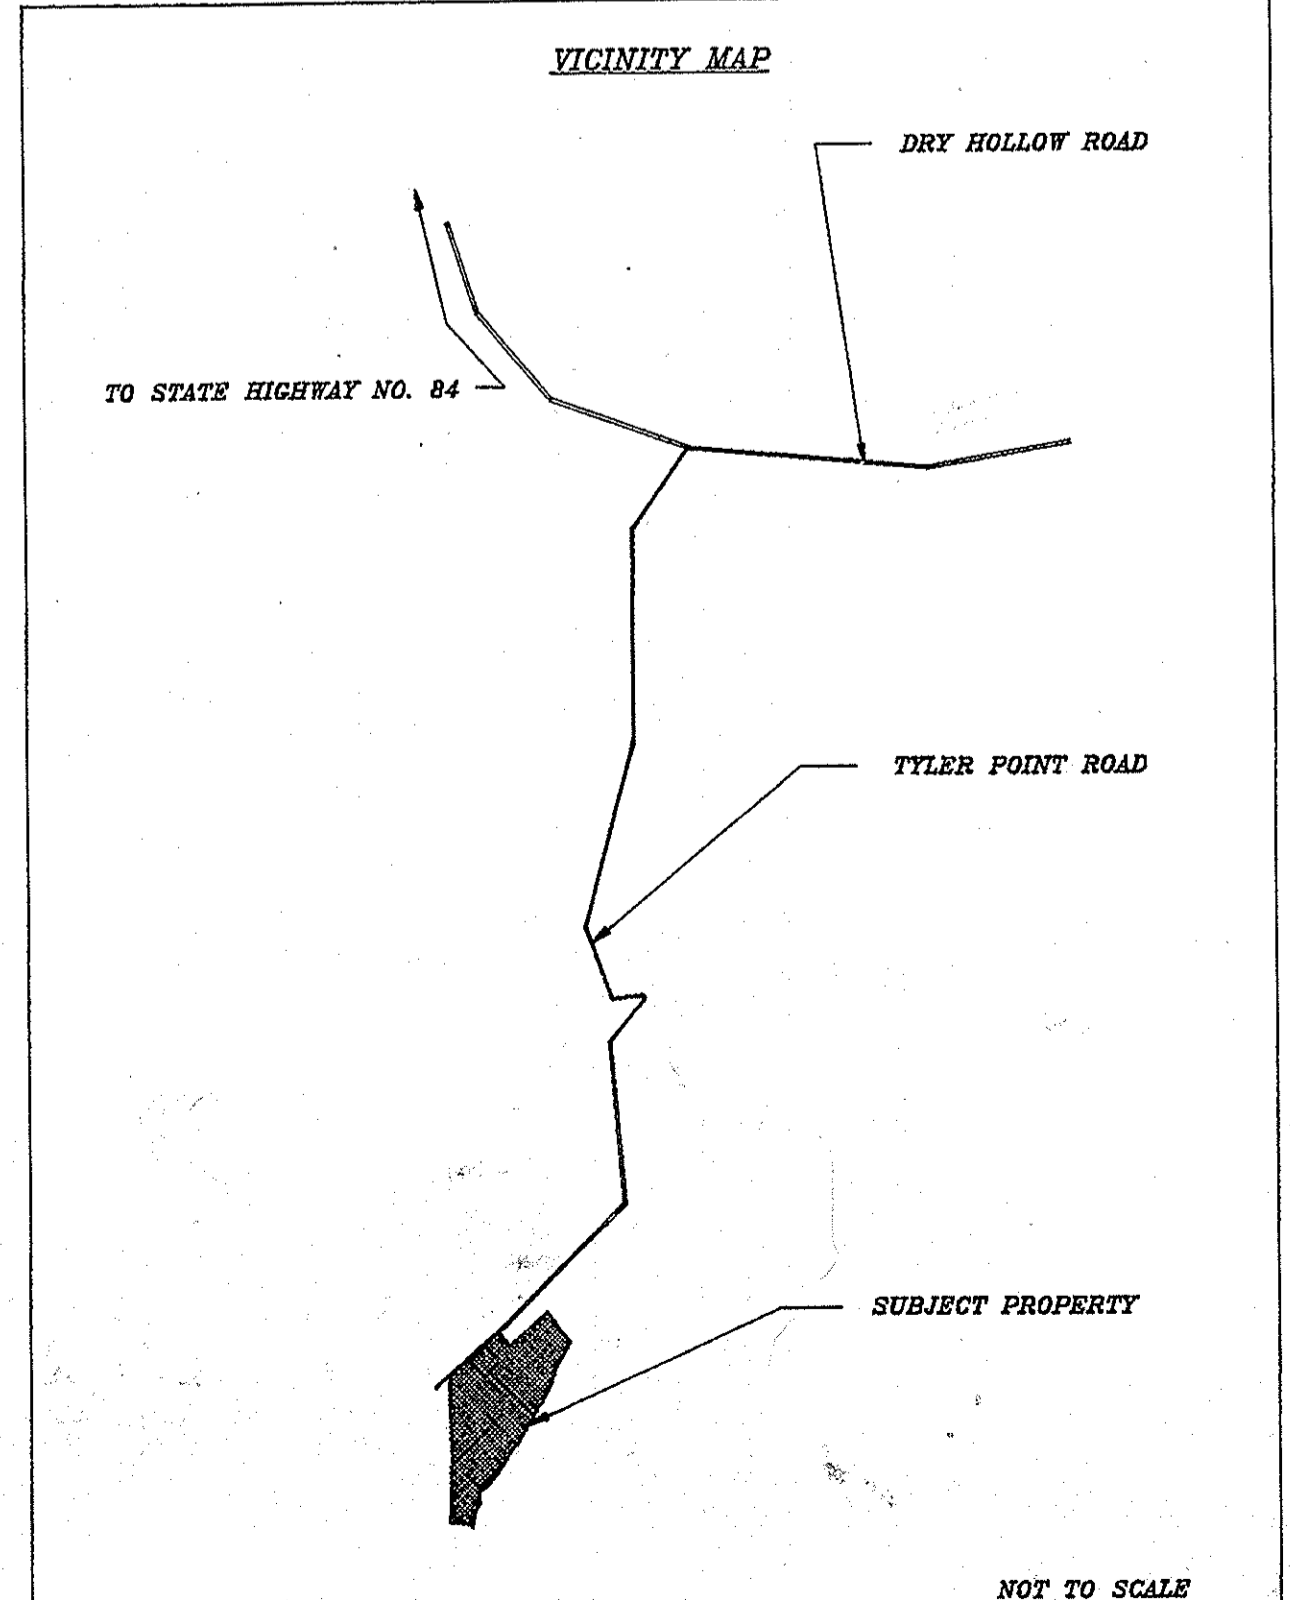 VICINITY MAP
DRY HOLLOW ROAD
TO STATE HIGHWAY NO. 84
TYLER POINT ROAD
SUBJECT PROPERTY
NOT TO SCALE